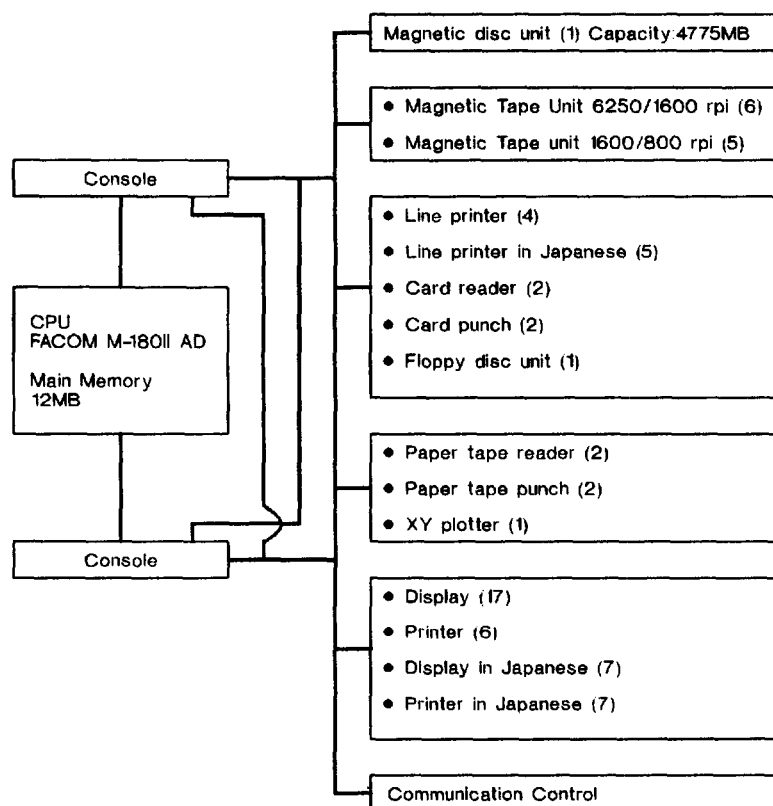 Magnetic disc unit (1) Capacity:4775MB
• Magnetic Tape Unit 6250/1600 rpi (6)
• Magnetic Tape unit 1600/800 rpi (5)
Console
• Line printer (4)
• Line printer in Japanese (5)
• Card reader (2)
• Card punch (2)
• Floppy disc unit (1)
CPU
FACOM M-180II AD
Main Memory
12MB
• Paper tape reader (2)
• Paper tape punch (2)
• XY plotter (1)
Console
• Display (17)
• Printer (6)
• Display in Japanese (7)
• Printer in Japanese (7)
Communication Control